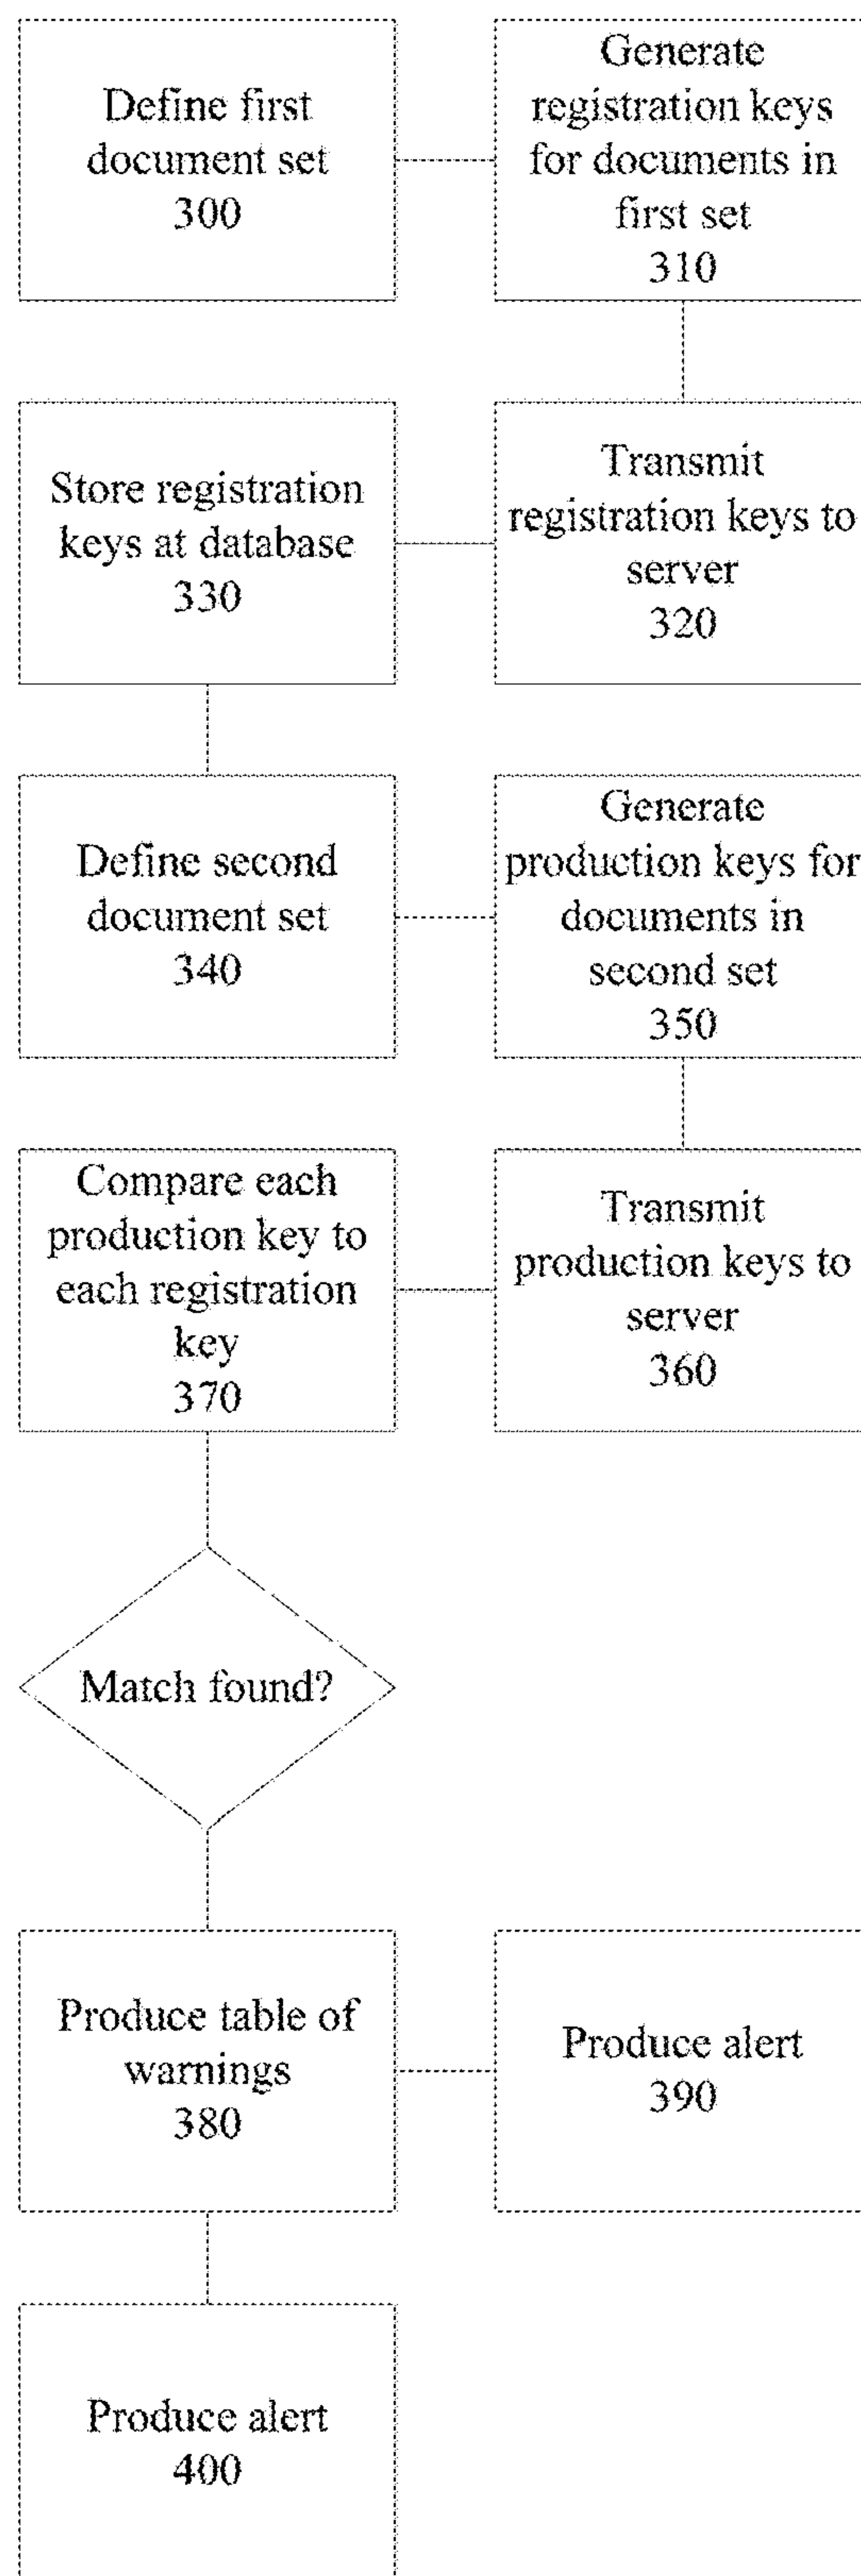 Define first
document set
300
Generate
registration keys
for documents in
first set
310
Transmit
registration keys to
server
320
Store registration
keys at database
330
Define second
document set
340
Generate
production keys for
documents in
second set
350
Transmit
production keys to
server
360
Compare each
production key to
each registration
key
370
Match found?
Produce table of
warnings
380
Produce alert
390
Produce alert
400